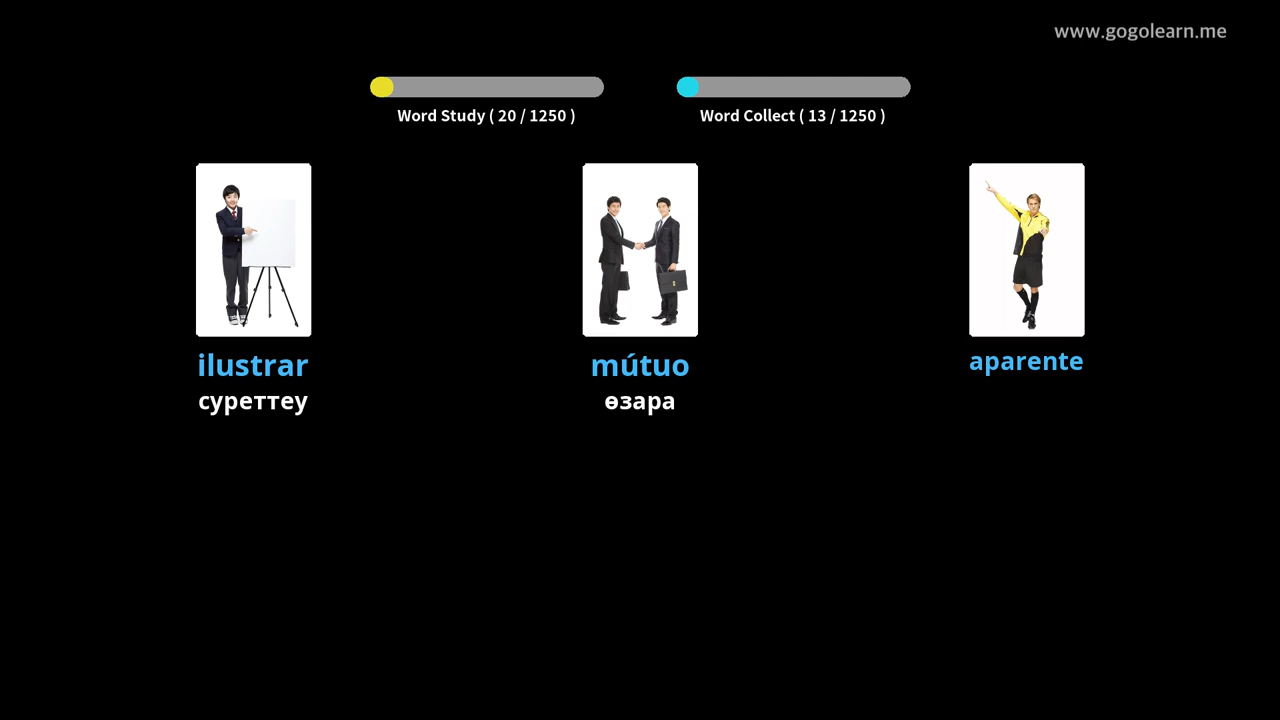 www.gogolearn.me
Word Study ( 20 / 1250 )
Word Collect ( 13 / 1250 )
ilustrar
суреттеу
mútuo
өзара
aparente